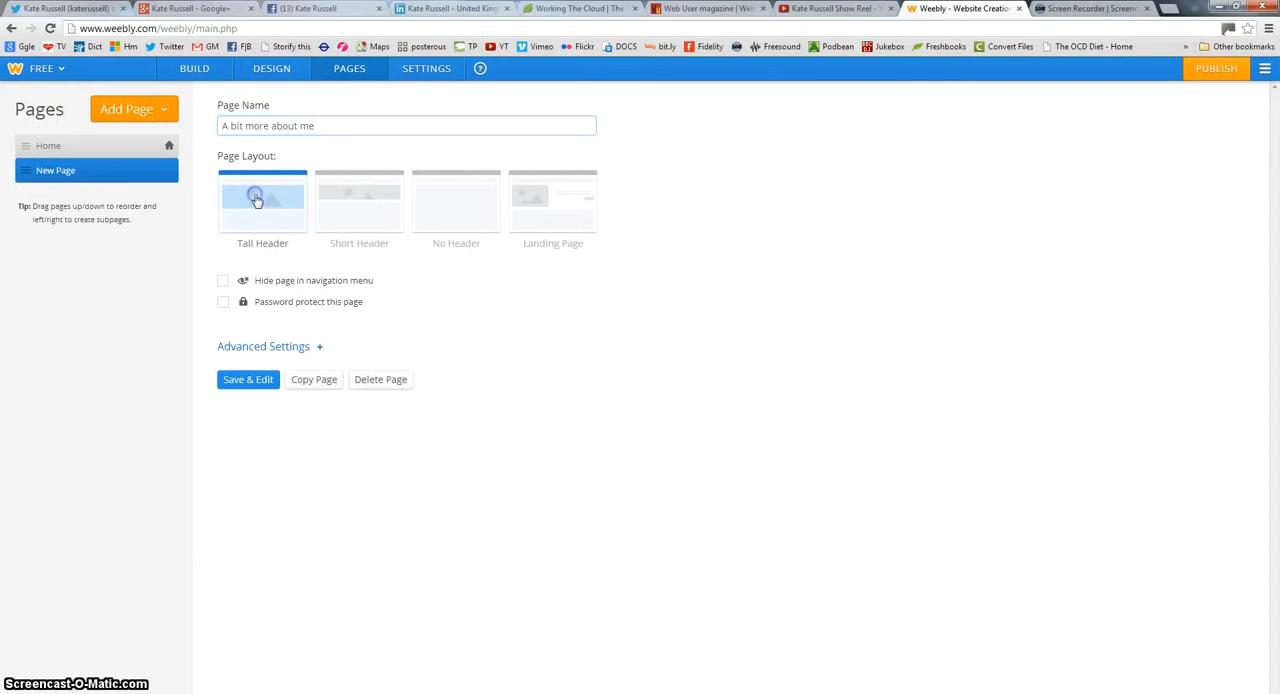 Kate Russell (katerussell) t
Kate Russell - Google+
(13) Kate Russell
Kate Russell - United King
Working The Cloud | The
Web User magazine | Web
Kate Russell Show Reel - Y
Weebly - Website Creation
Screen Recorder | Screenc
www.weebly.com/weebly/main.php
Ggle TV Dict Hm Twitter GM FJB Storify this Maps posterous TP YT Vimeo Flickr DOCS bit.ly Fidelity Freesound Podbean Jukebox Freshbooks Convert Files The OCD Diet - Home » Other bookmarks
FREE BUILD DESIGN PAGES SETTINGS ? PUBLISH
Pages
Add Page
Home
New Page
Tip: Drag pages up/down to reorder and
left/right to create subpages.
Page Name
A bit more about me
Page Layout:
Tall Header Short Header No Header Landing Page
Hide page in navigation menu
Password protect this page
Advanced Settings +
Save & Edit Copy Page Delete Page
Screencast-O-Matic.com